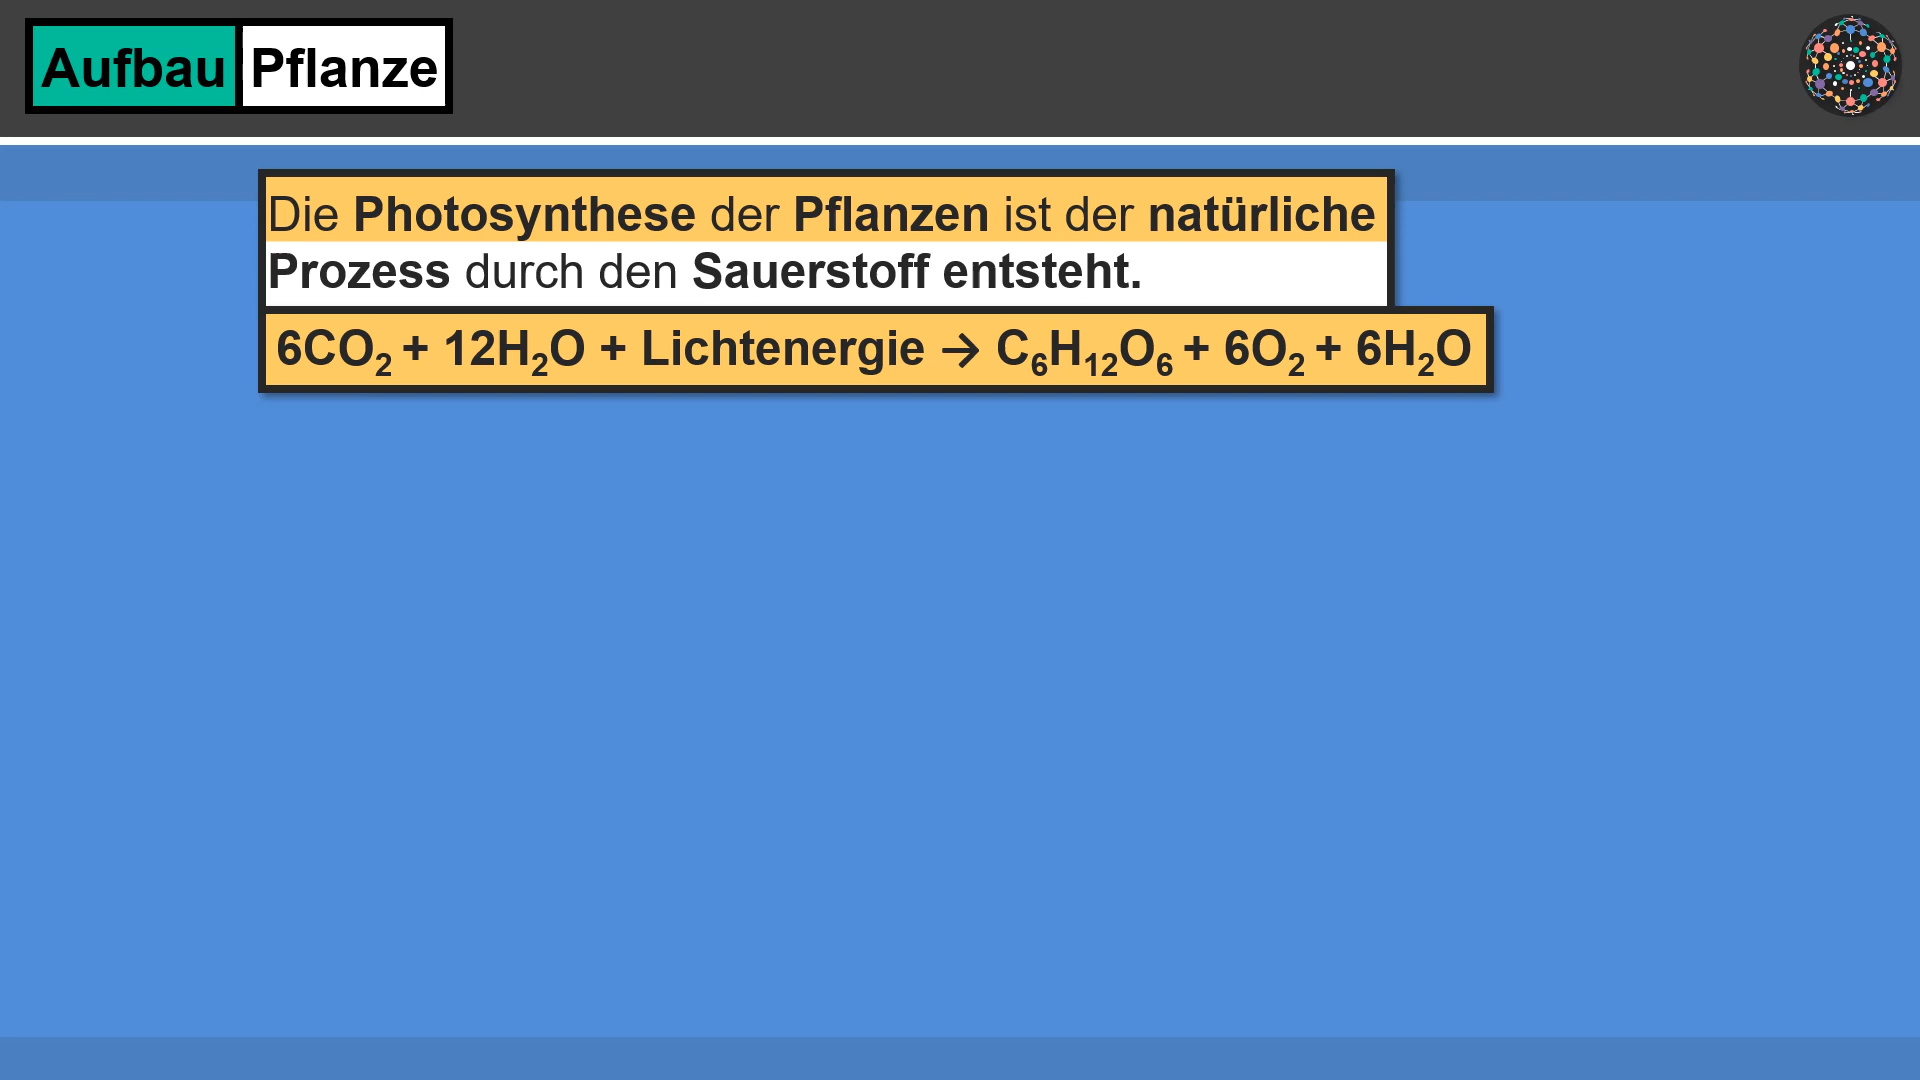 Aufbau Pflanze
Die Photosynthese der Pflanzen ist der natürliche
Prozess durch den Sauerstoff entsteht.
6CO₂ + 12H₂O + Lichtenergie → C₆H₁₂O₆ + 6O₂ + 6H₂O